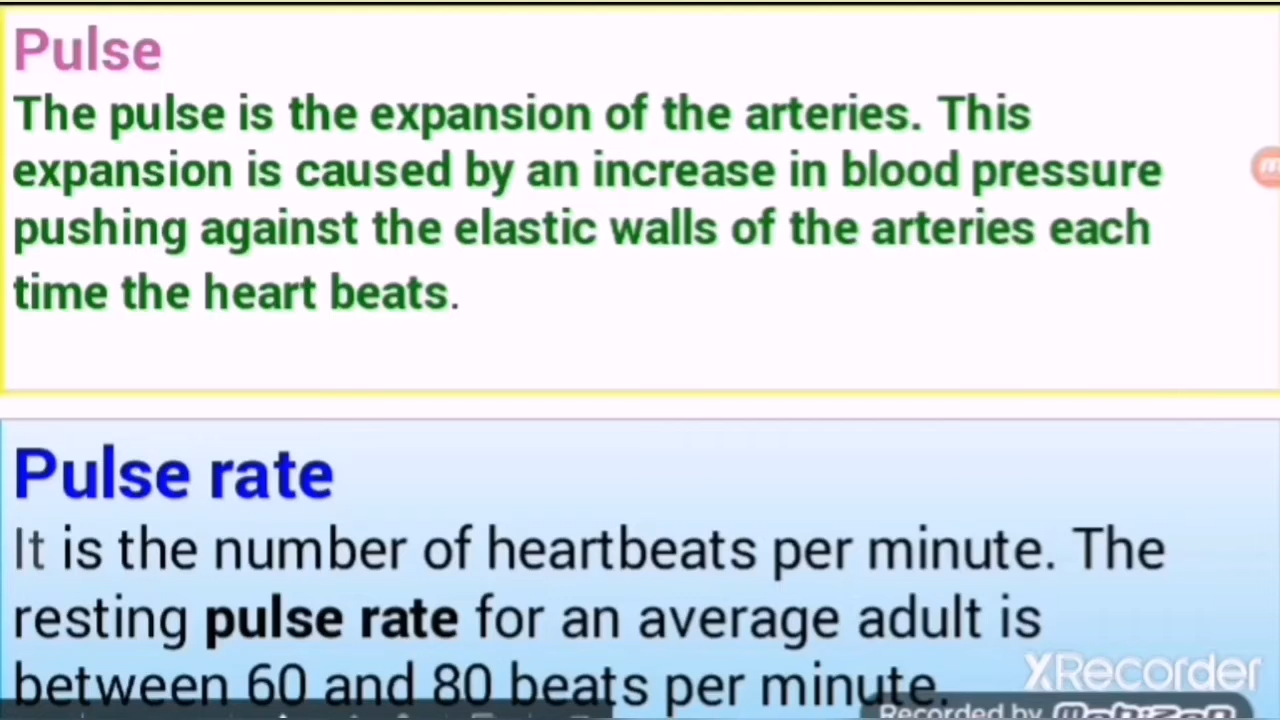 Pulse
The pulse is the expansion of the arteries. This
expansion is caused by an increase in blood pressure
pushing against the elastic walls of the arteries each
time the heart beats.
Pulse rate
It is the number of heartbeats per minute. The
resting pulse rate for an average adult is
between 60 and 80 beats per minute.
XRecorder
Recorded by